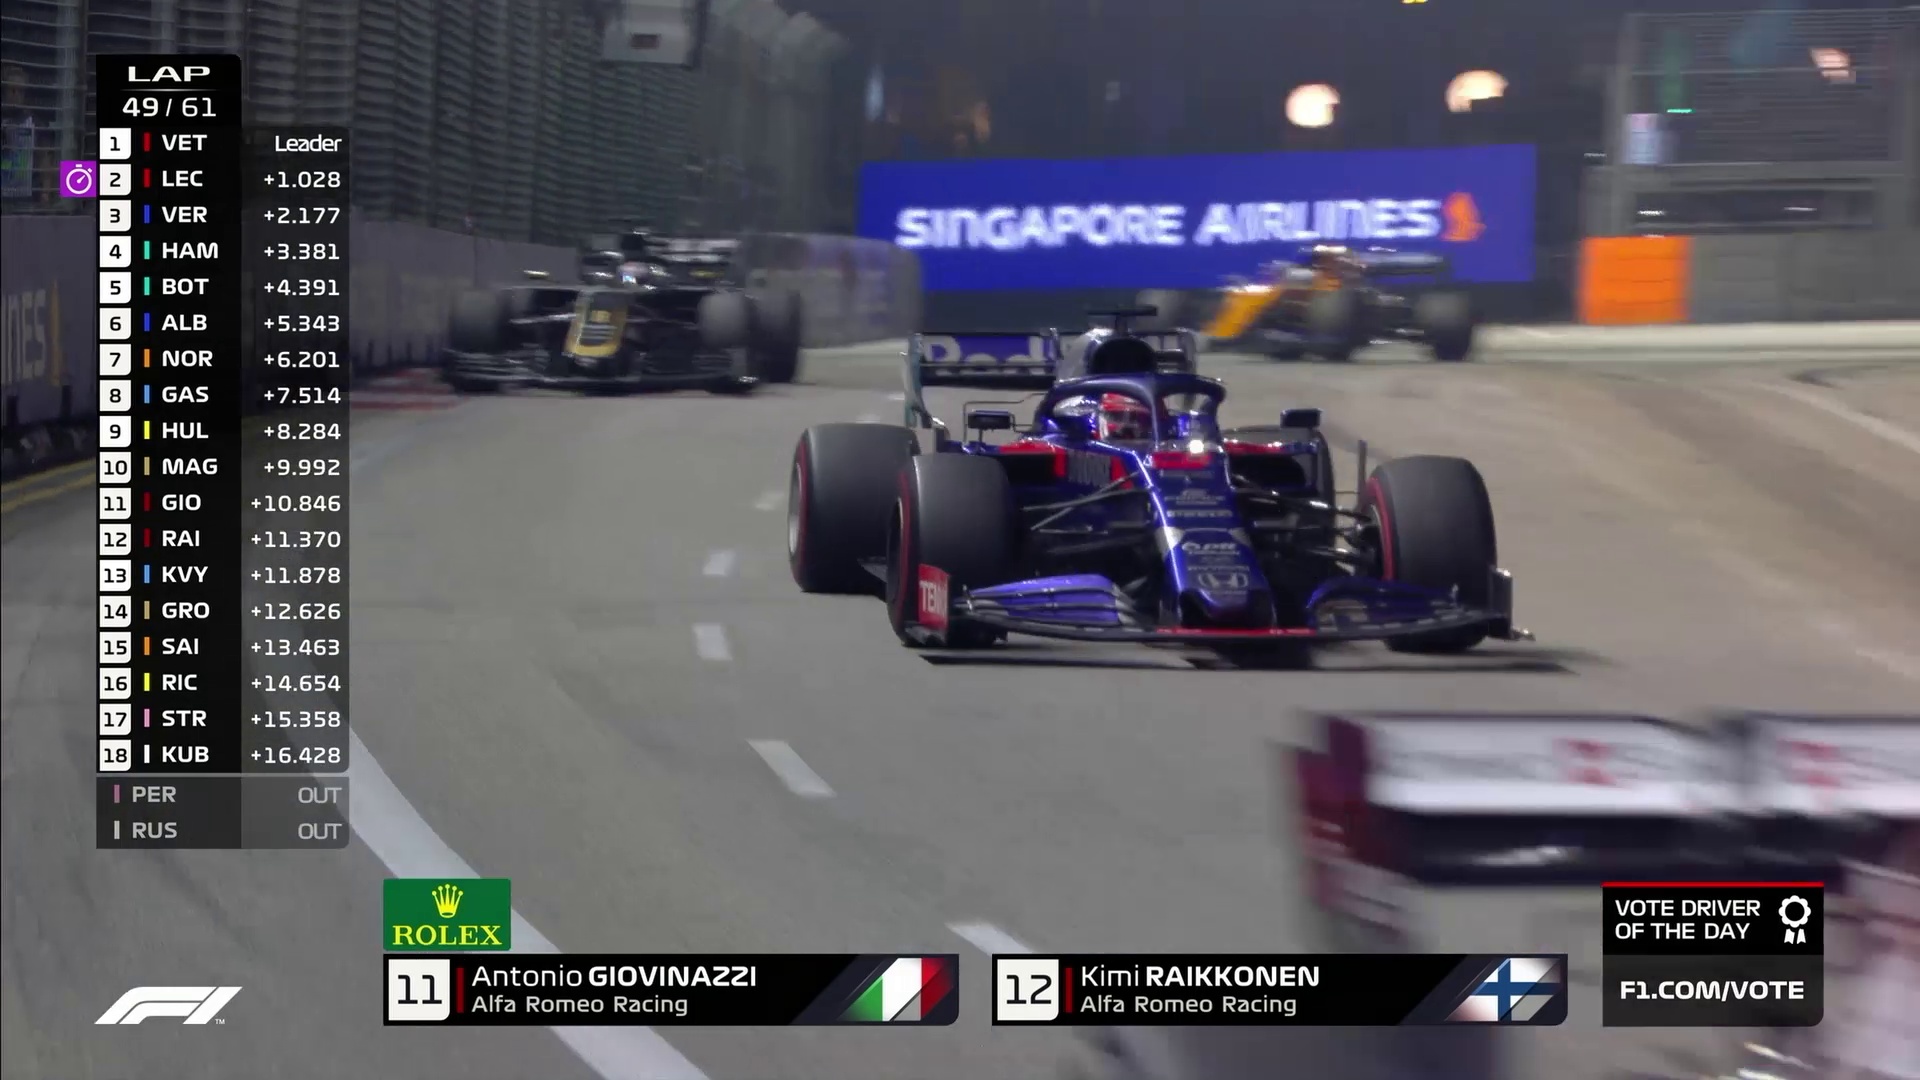 LAP
49/61
1 VET Leader
2 LEC +1.028
3 VER +2.177
4 HAM +3.381
5 BOT +4.391
6 ALB +5.343
7 NOR +6.201
8 GAS +7.514
9 HUL +8.284
10 MAG +9.992
11 GIO +10.846
12 RAI +11.370
13 KVY +11.878
14 GRO +12.626
15 SAI +13.463
16 RIC +14.654
17 STR +15.358
18 KUB +16.428
PER OUT
RUS OUT
SINGAPORE AIRLINES
HONDA
ROLEX
11 Antonio GIOVINAZZI
Alfa Romeo Racing
12 Kimi RAIKKONEN
Alfa Romeo Racing
VOTE DRIVER
OF THE DAY
F1.COM/VOTE
F1
TM